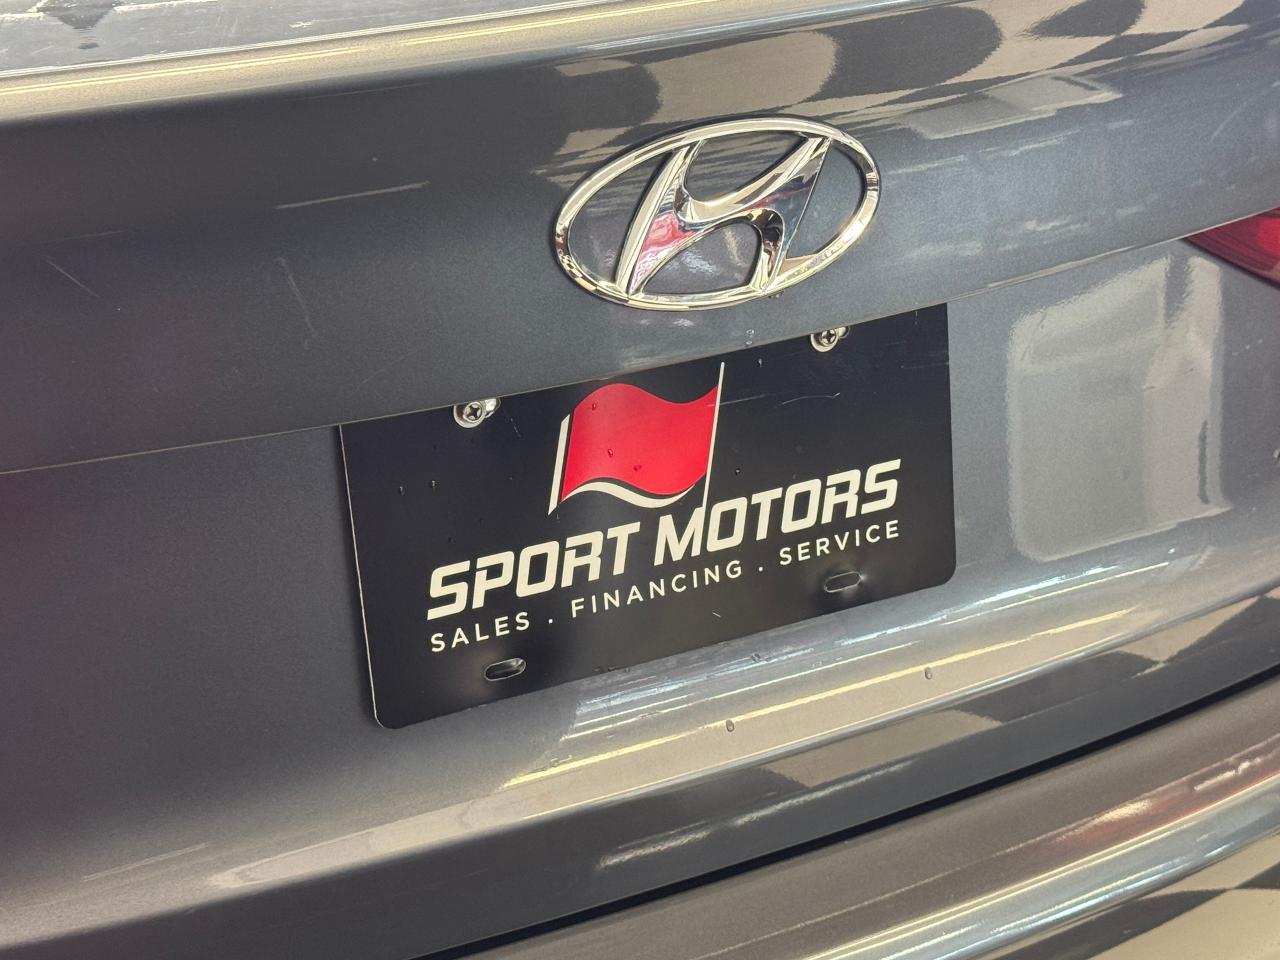 SPORT MOTORS
SALES . FINANCING . SERVICE